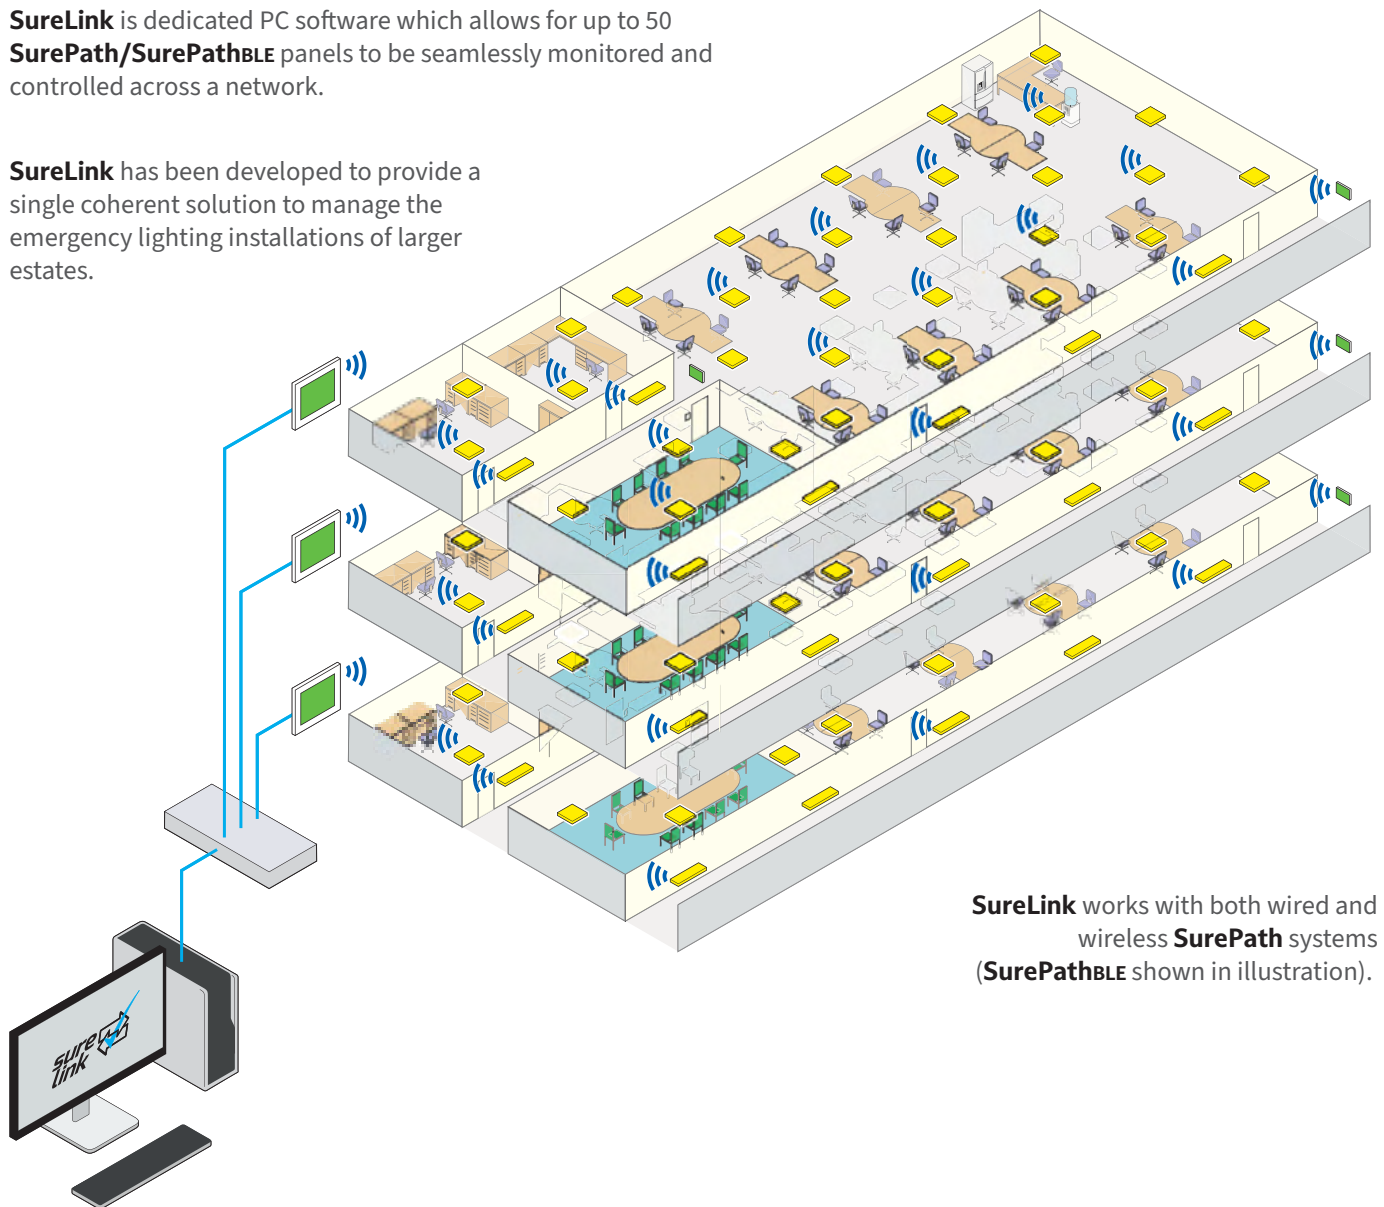 SureLink is dedicated PC software which allows for up to 50
SurePath/SurePathBLE panels to be seamlessly monitored and
controlled across a network.
SureLink has been developed to provide a
single coherent solution to manage the
emergency lighting installations of larger
estates.
SureLink works with both wired and
wireless SurePath systems
(SurePathBLE shown in illustration).
sure
link